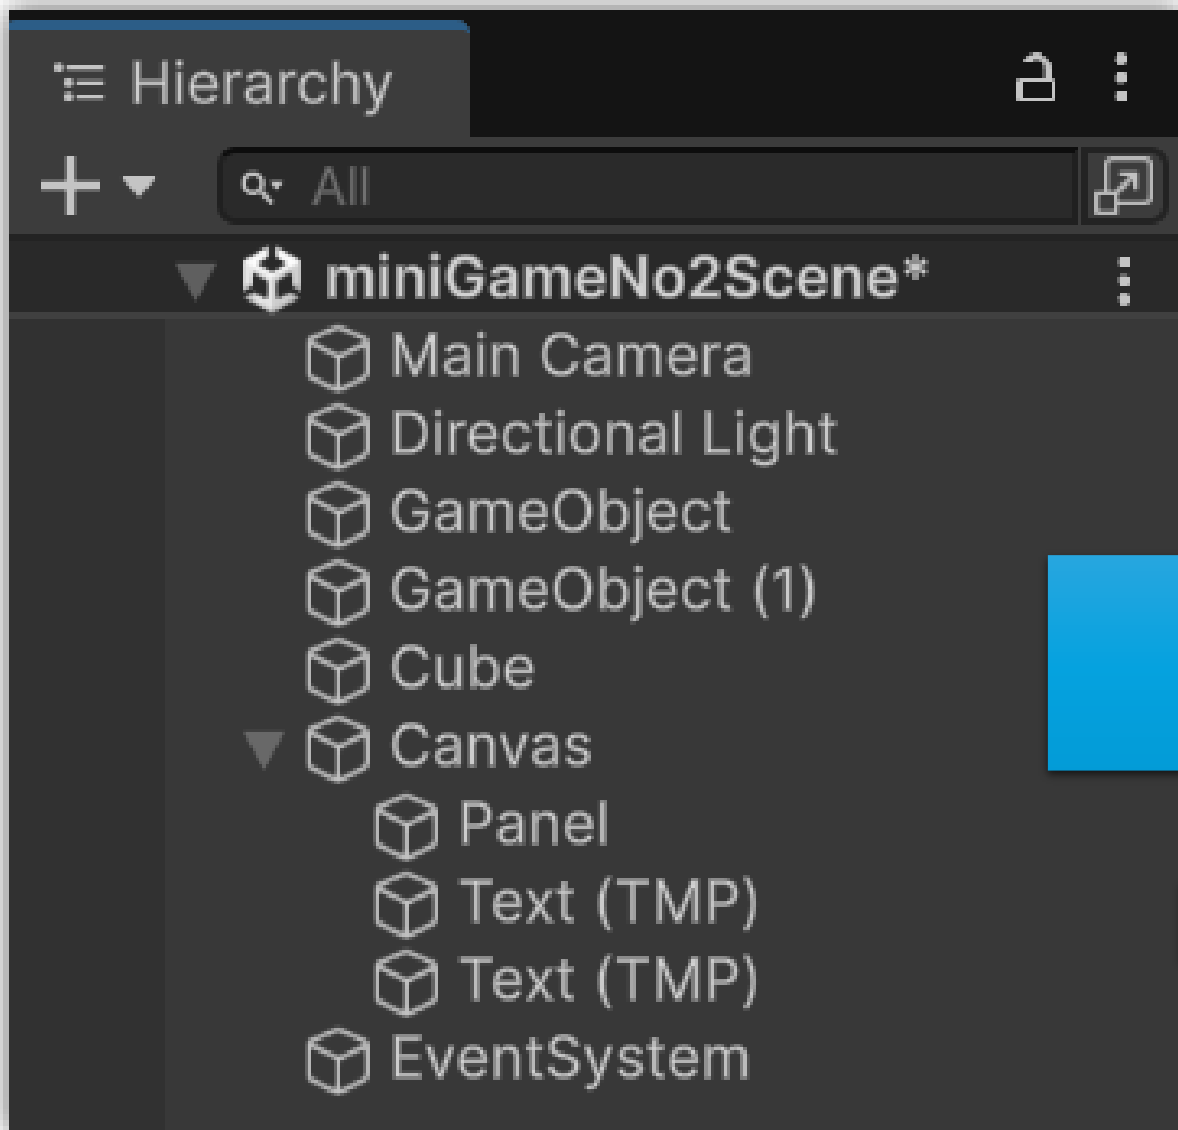 Hierarchy
All
miniGameNo2Scene*
Main Camera
Directional Light
GameObject
GameObject (1)
Cube
Canvas
Panel
Text (TMP)
Text (TMP)
EventSystem